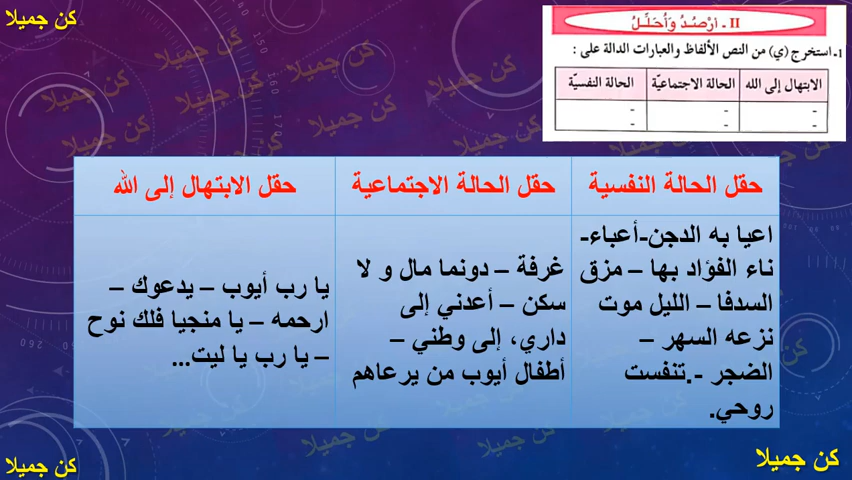 كن جميلا
II - أرْصُدُ وَأُحَلِّلُ
1- استخرج (ي) من النص الألفاظ والعبارات الدالة على :
الابتهال إلى الله
الحالة الاجتماعيّة
الحالة النفسيّة
-
-
-
-
-
-
حقل الحالة النفسية
حقل الحالة الاجتماعية
حقل الابتهال إلى الله
اعيا به الدجن-أعباء-
ناء الفؤاد بها – مزق
السدفا – الليل موت
نزعه السهر –
الضجر -.تنفست
روحي.
غرفة – دونما مال و لا
سكن – أعدني إلى
داري، إلى وطني –
أطفال أيوب من يرعاهم
يا رب أيوب – يدعوك –
ارحمه – يا منجيا فلك نوح
– يا رب يا ليت...
كن جميلا
كن جميلا